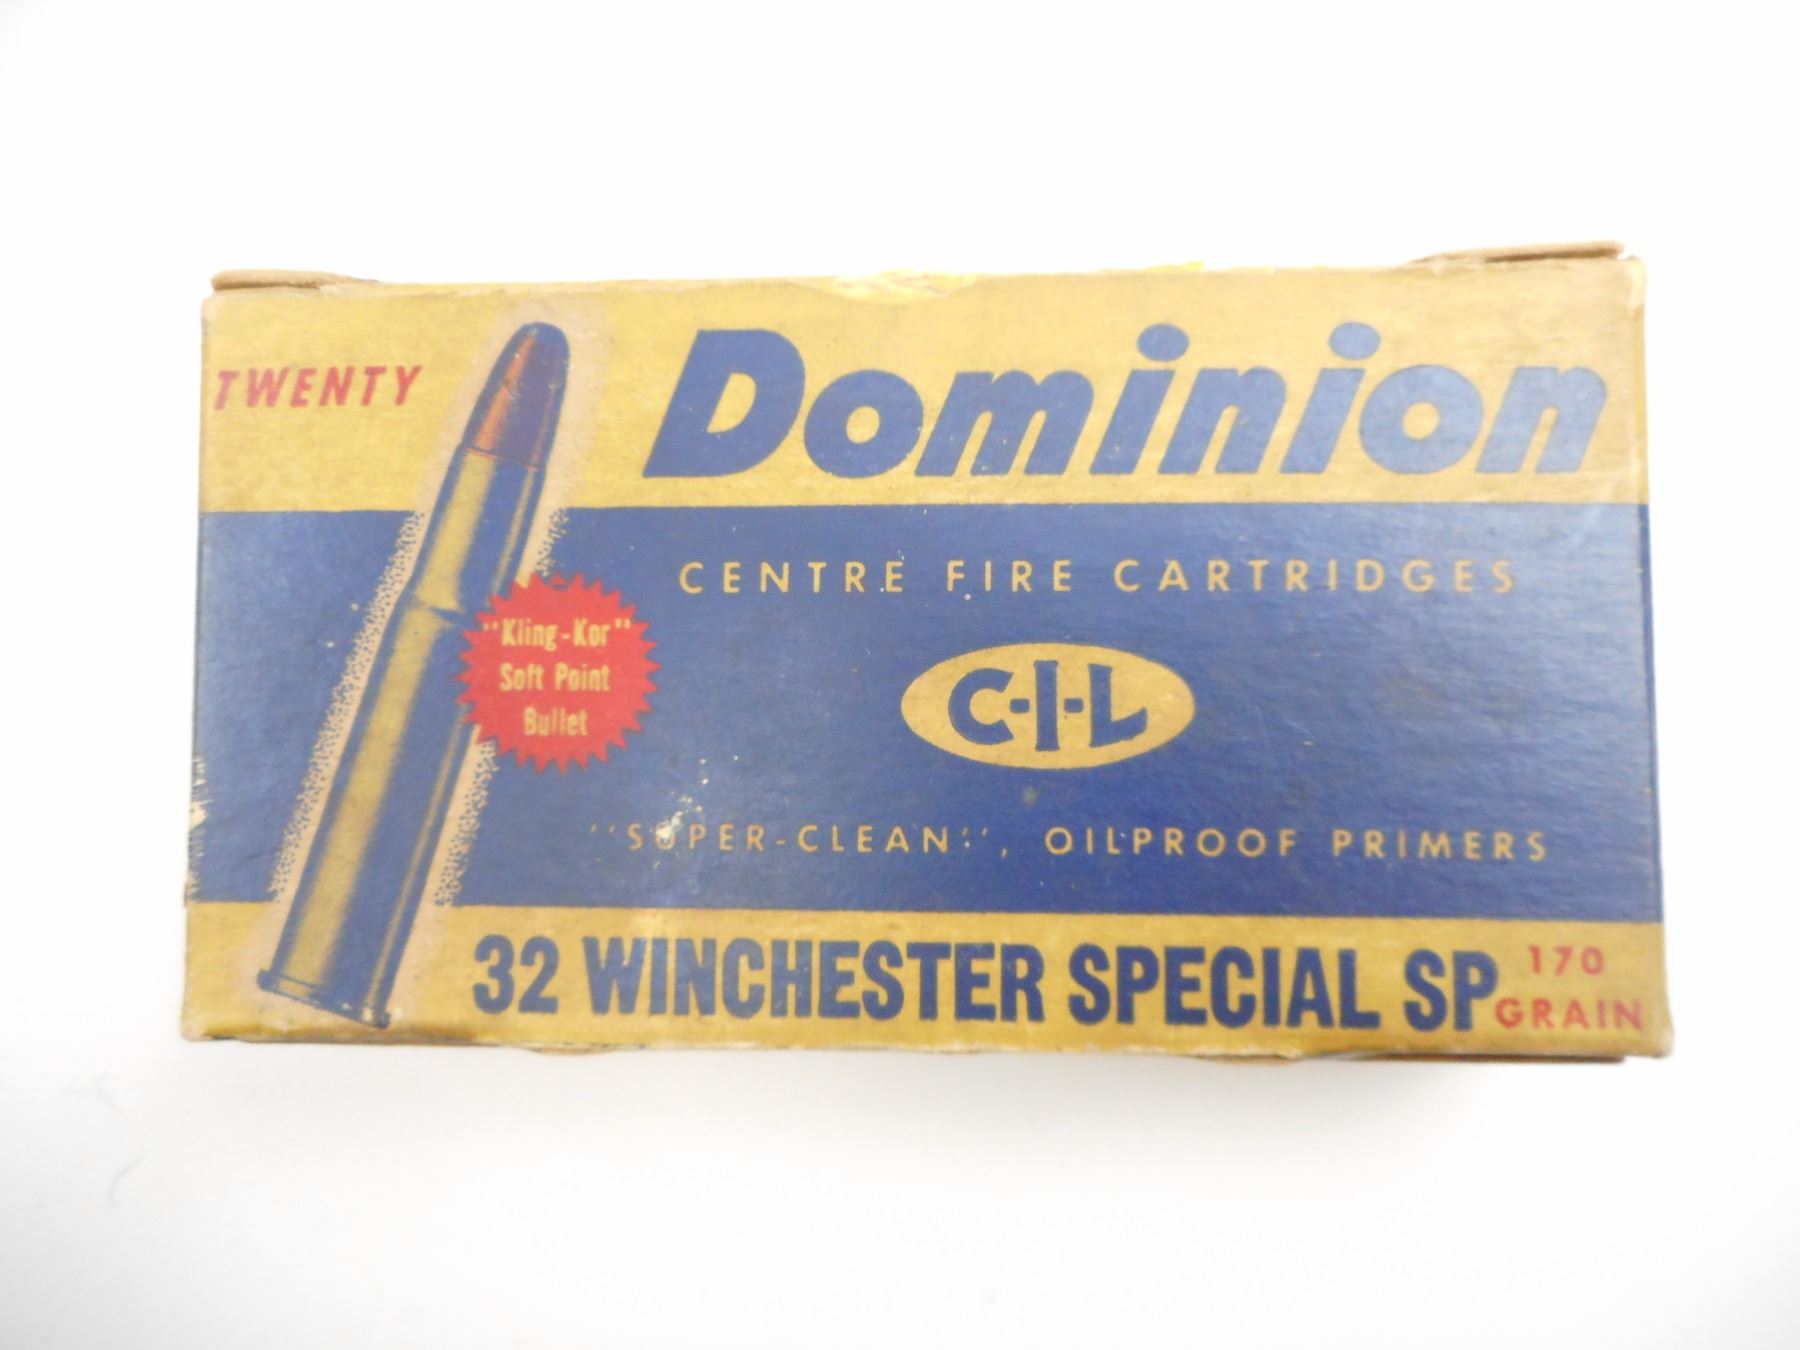 TWENTY
Dominion
CENTRE FIRE CARTRIDGES
"Kling-Kor"
Soft Point
Bullet
C-I-L
"SUPER-CLEAN", OILPROOF PRIMERS
32 WINCHESTER SPECIAL SP
170
GRAIN